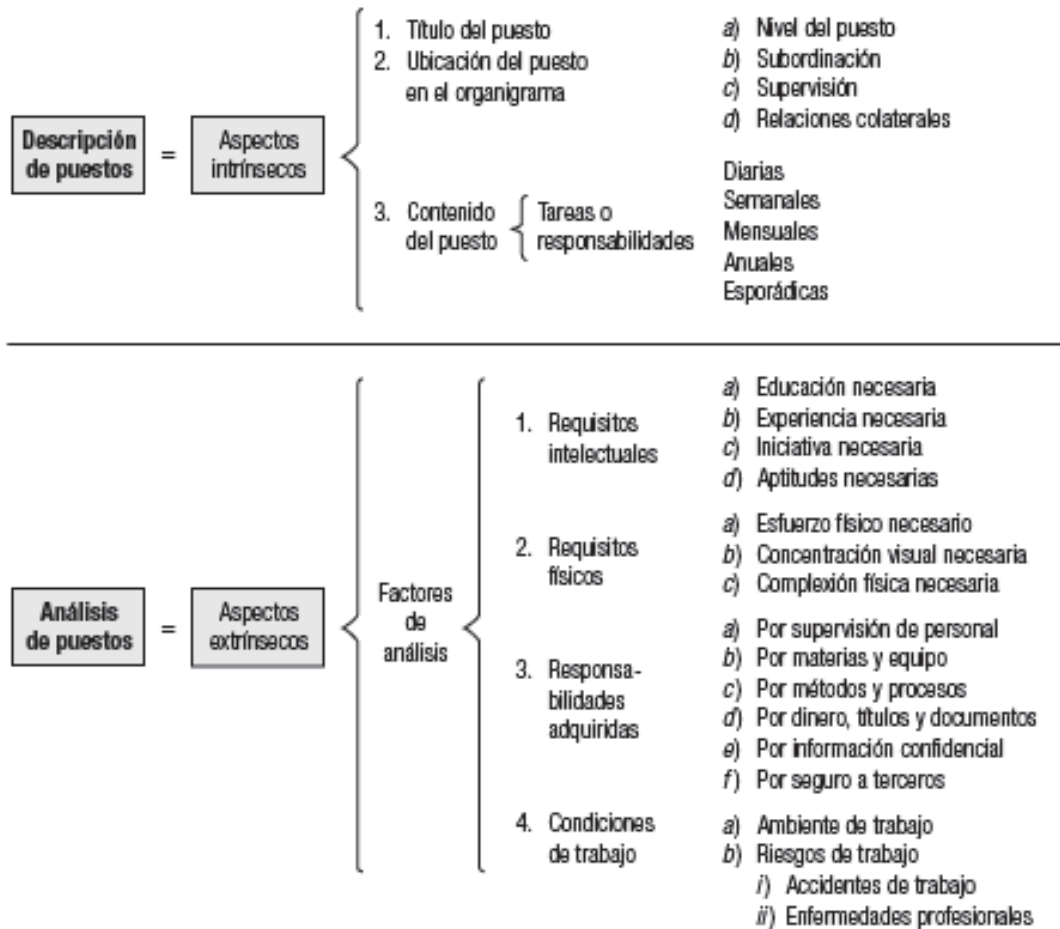 Descripción
de puestos
=
Aspectos
intrínsecos
1. Título del puesto
2. Ubicación del puesto
en el organigrama
a) Nivel del puesto
b) Subordinación
c) Supervisión
d) Relaciones colaterales
3. Contenido
del puesto
Tareas o
responsabilidades
Diarias
Semanales
Mensuales
Anuales
Esporádicas
Análisis
de puestos
=
Aspectos
extrínsecos
Factores
de
análisis
1. Requisitos
intelectuales
a) Educación necesaria
b) Experiencia necesaria
c) Iniciativa necesaria
d) Aptitudes necesarias
2. Requisitos
físicos
a) Esfuerzo físico necesario
b) Concentración visual necesaria
c) Complexión física necesaria
3. Responsa-
bilidades
adquiridas
a) Por supervisión de personal
b) Por materias y equipo
c) Por métodos y procesos
d) Por dinero, títulos y documentos
e) Por información confidencial
f) Por seguro a terceros
4. Condiciones
de trabajo
a) Ambiente de trabajo
b) Riesgos de trabajo
i) Accidentes de trabajo
ii) Enfermedades profesionales